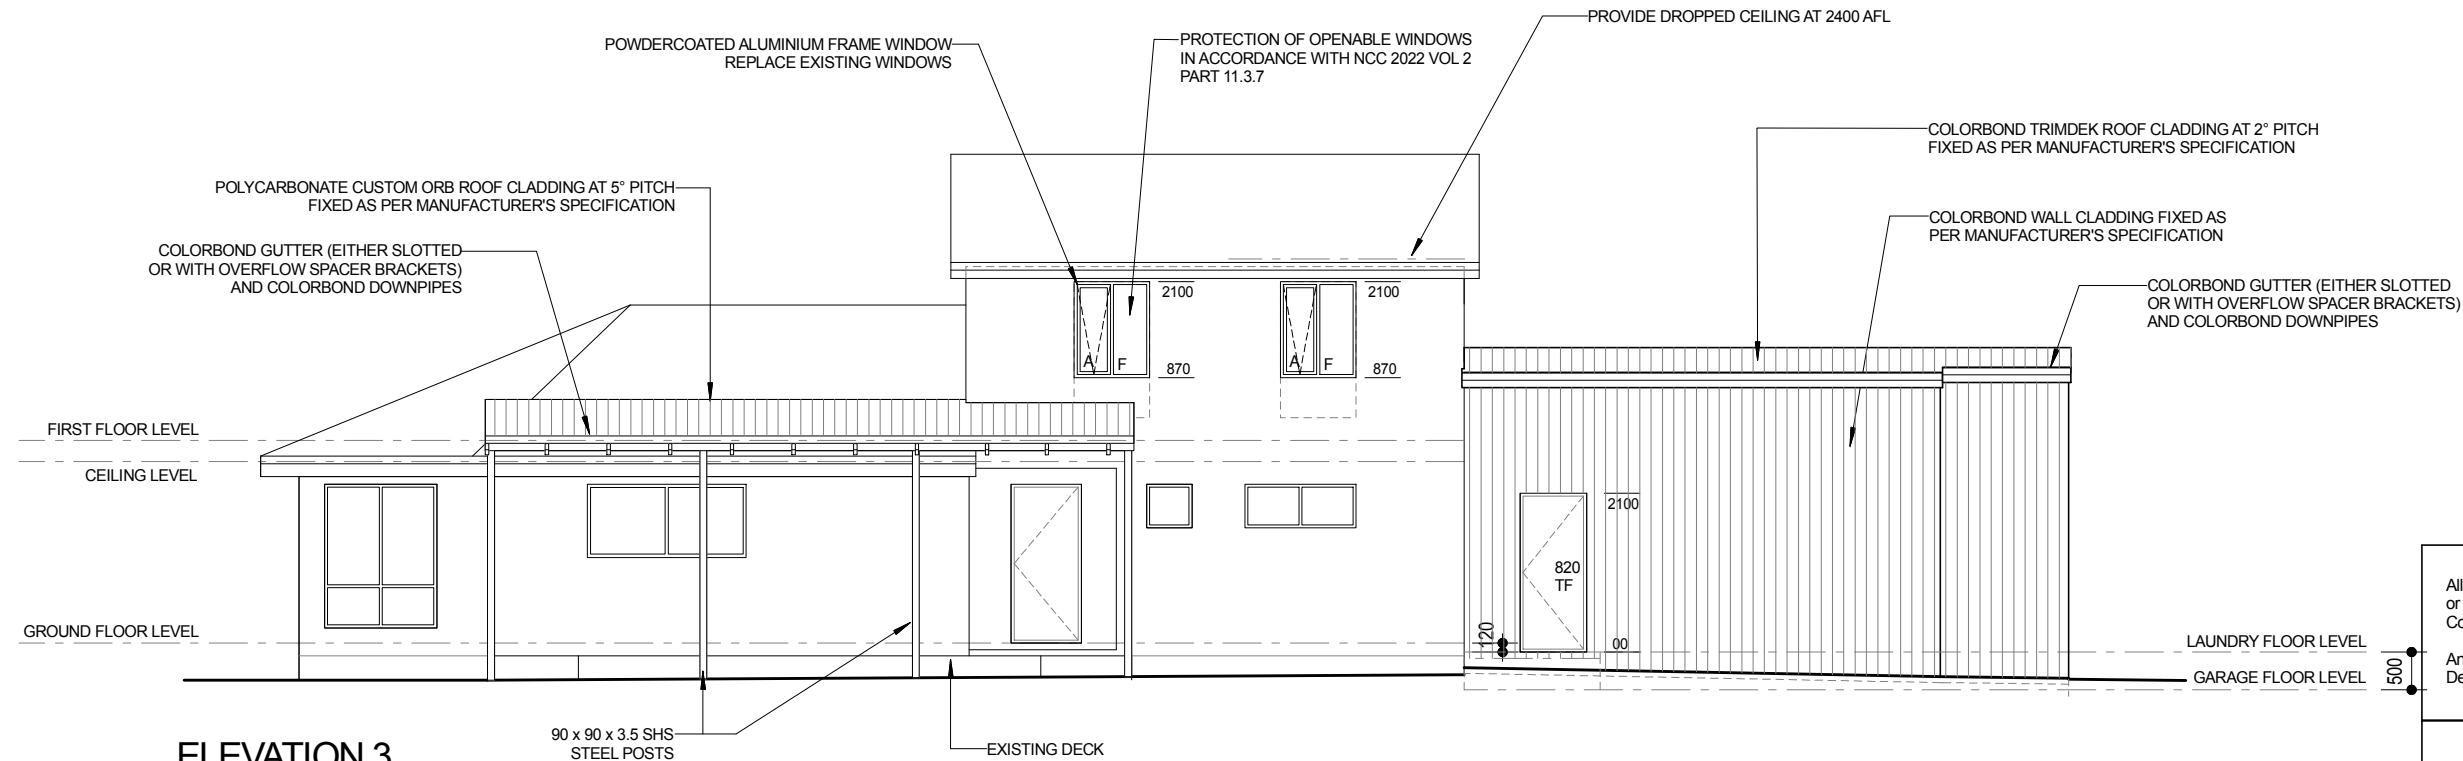 PROVIDE DROPPED CEILING AT 2400 AFL
POWDERCOATED ALUMINIUM FRAME WINDOW
REPLACE EXISTING WINDOWS
PROTECTION OF OPENABLE WINDOWS
IN ACCORDANCE WITH NCC 2022 VOL 2
PART 11.3.7
COLORBOND TRIMDEK ROOF CLADDING AT 2° PITCH
FIXED AS PER MANUFACTURER'S SPECIFICATION
POLYCARBONATE CUSTOM ORB ROOF CLADDING AT 5° PITCH
FIXED AS PER MANUFACTURER'S SPECIFICATION
COLORBOND WALL CLADDING FIXED AS
PER MANUFACTURER'S SPECIFICATION
COLORBOND GUTTER (EITHER SLOTTED
OR WITH OVERFLOW SPACER BRACKETS)
AND COLORBOND DOWNPIPES
COLORBOND GUTTER (EITHER SLOTTED
OR WITH OVERFLOW SPACER BRACKETS)
AND COLORBOND DOWNPIPES
2100
2100
A F
870
A F
870
FIRST FLOOR LEVEL
CEILING LEVEL
2100
820
TF
All
or
Co
GROUND FLOOR LEVEL
120
00
LAUNDRY FLOOR LEVEL
An
De
GARAGE FLOOR LEVEL
500
90 x 90 x 3.5 SHS
STEEL POSTS
EXISTING DECK
ELEVATION 3